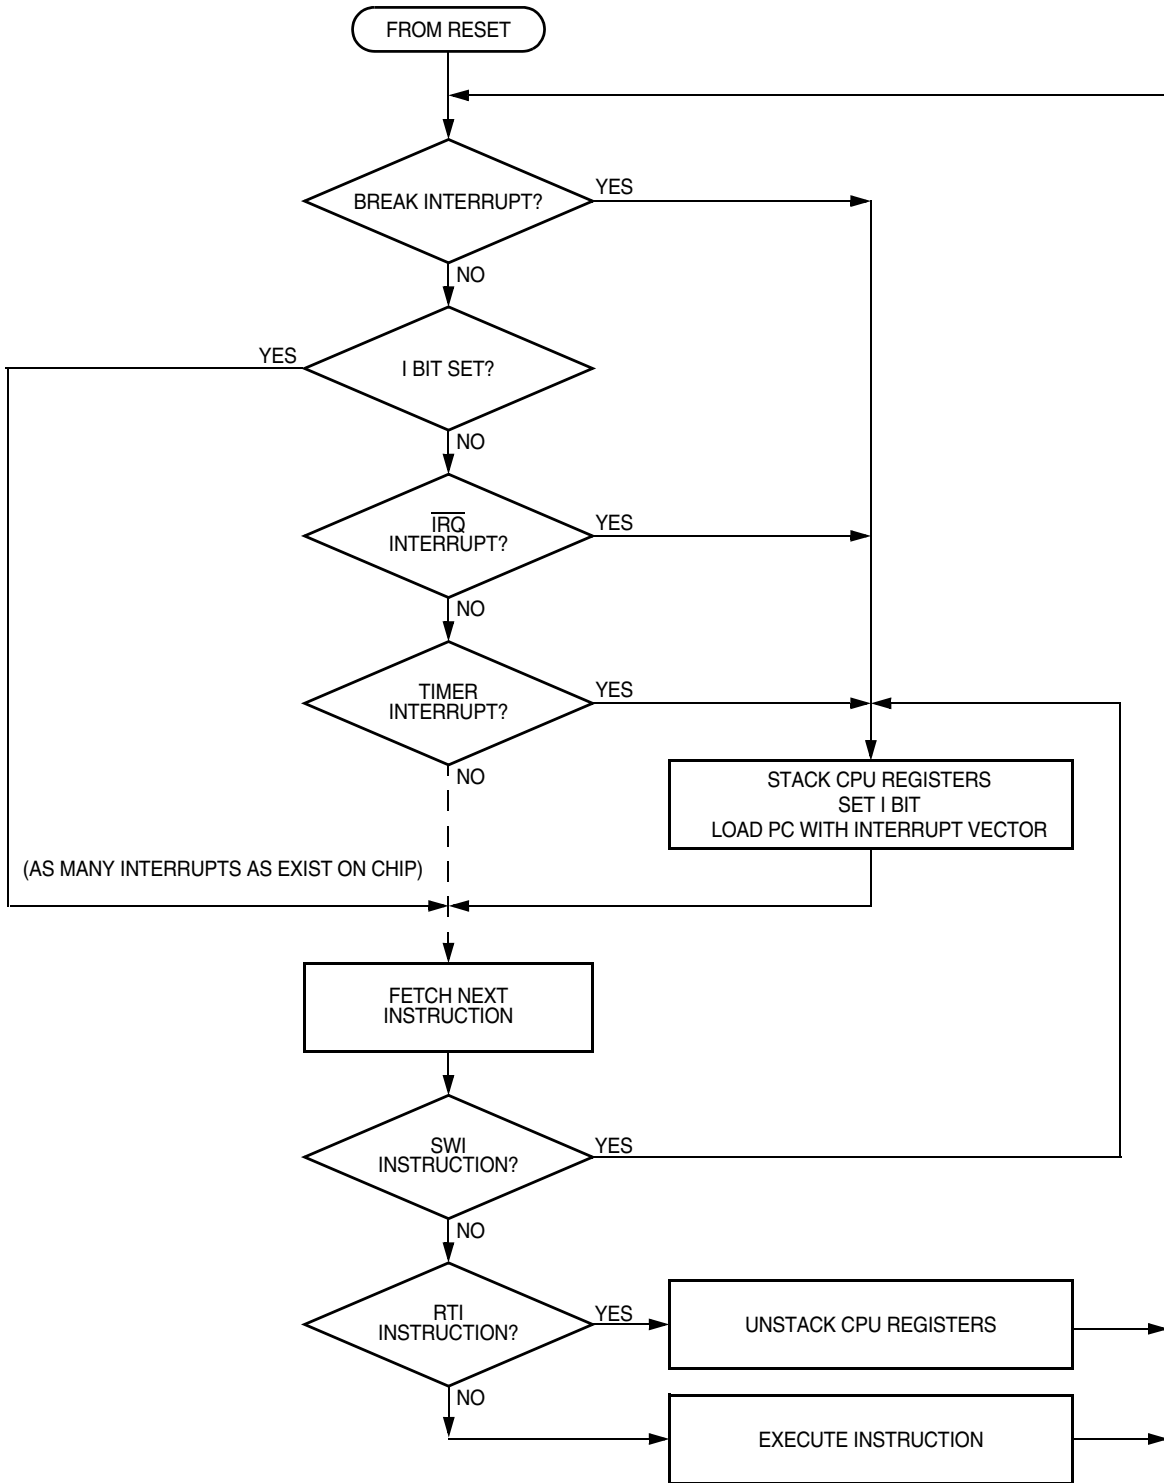 FROM RESET
BREAK INTERRUPT?
YES
NO
YES
I BIT SET?
NO
IRQ
INTERRUPT?
YES
NO
TIMER
INTERRUPT?
YES
NO
STACK CPU REGISTERS
SET I BIT
LOAD PC WITH INTERRUPT VECTOR
(AS MANY INTERRUPTS AS EXIST ON CHIP)
FETCH NEXT
INSTRUCTION
SWI
INSTRUCTION?
YES
NO
RTI
INSTRUCTION?
YES
UNSTACK CPU REGISTERS
NO
EXECUTE INSTRUCTION